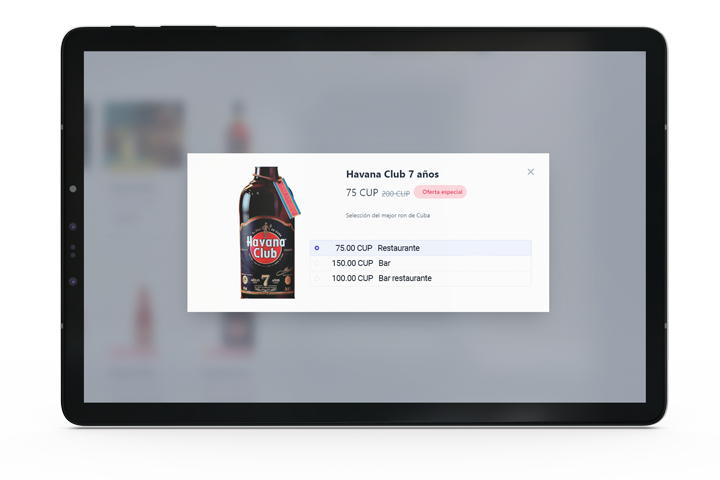 Havana Club 7 años
75 CUP 200 CUP Oferta especial
Selección del mejor ron de Cuba
75.00 CUP Restaurante
150.00 CUP Bar
100.00 CUP Bar restaurante
Havana
Club
7